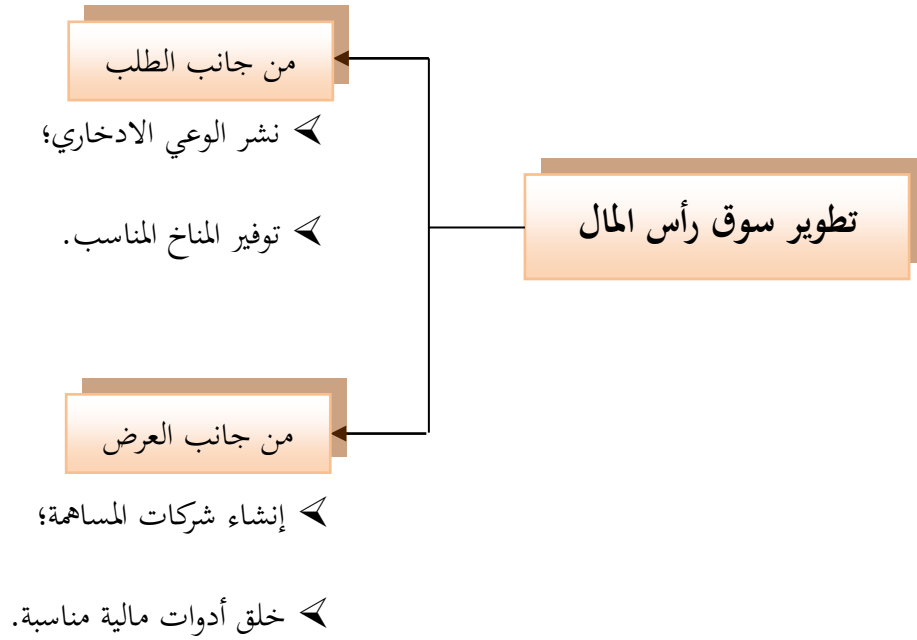 تطوير سوق رأس المال
من جانب الطلب
نشر الوعي الادخاري؛
توفير المناخ المناسب.
من جانب العرض
إنشاء شركات المساهمة؛
خلق أدوات مالية مناسبة.